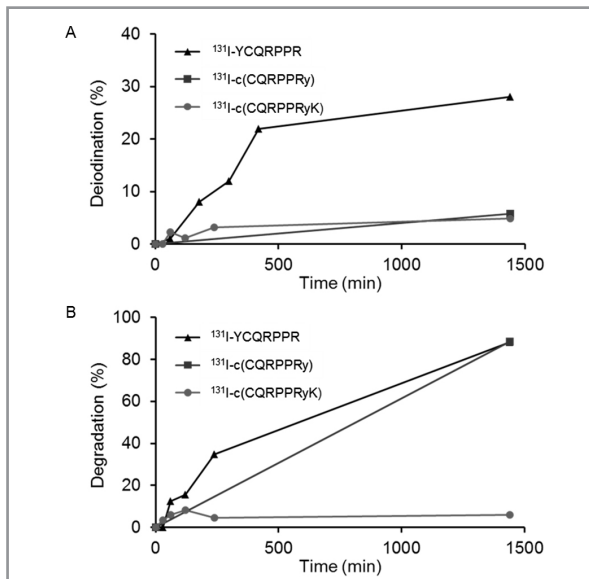 A
40
30
20
10
0
Deiodination (%)
¹³¹I-YCQRPPR
¹³¹I-c(CQRPPRy)
¹³¹I-c(CQRPPRyK)
0 500 1000 1500
Time (min)
B
100
80
60
40
20
0
Degradation (%)
¹³¹I-YCQRPPR
¹³¹I-c(CQRPPRy)
¹³¹I-c(CQRPPRyK)
0 500 1000 1500
Time (min)